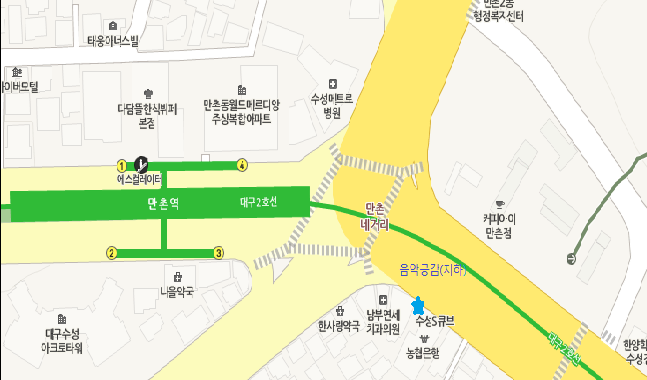 만촌2동
행정복지센터
태웅이너스빌
이버드텔
다담뜰한식뷔페
본점
만촌동월드메르디앙
주상복합아파트
수성메트로
병원
1
4
에스컬레이터
만촌역
대구2호선
만촌
네거리
커피아이
만촌점
2
3
음악공감(지하)
니을약국
대구수성
아크로타워
한사랑약국
남부연세
치과의원
수성S큐브
농협은행
대구2호선
한양학
수성